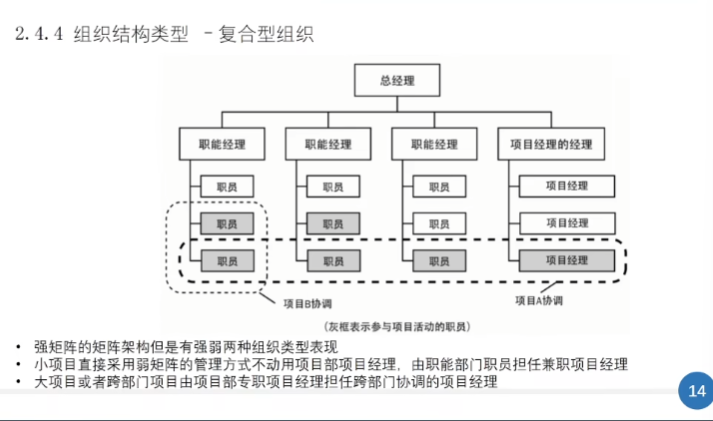 2.4.4 组织结构类型 -复合型组织
总经理
职能经理 职能经理 职能经理 项目经理的经理
职员 职员 职员 项目经理
职员 职员 职员 项目经理
职员 职员 职员 项目经理
项目B协调 项目A协调
(灰框表示参与项目活动的职员)
• 强矩阵的矩阵架构但是有强弱两种组织类型表现
• 小项目直接采用弱矩阵的管理方式不动用项目部项目经理，由职能部门职员担任兼职项目经理
• 大项目或者跨部门项目由项目部专职项目经理担任跨部门协调的项目经理
14